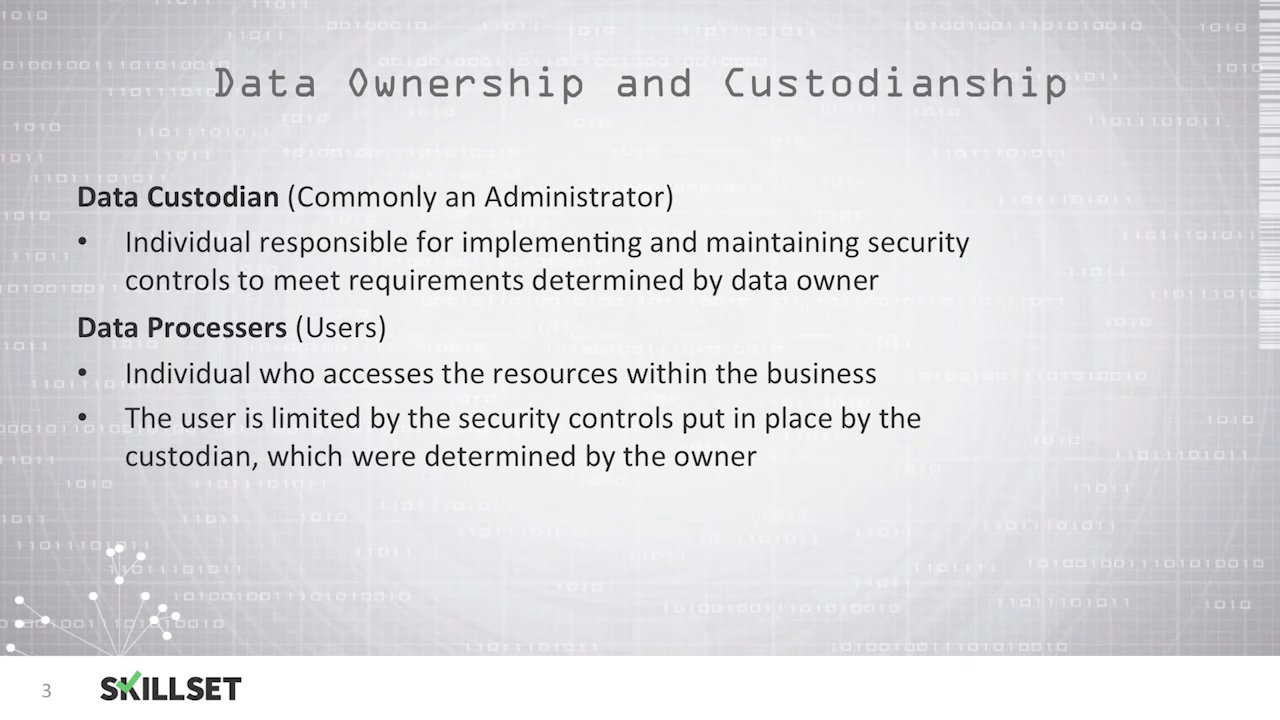 Data Ownership and Custodianship
Data Custodian (Commonly an Administrator)
• Individual responsible for implementing and maintaining security
controls to meet requirements determined by data owner
Data Processers (Users)
• Individual who accesses the resources within the business
• The user is limited by the security controls put in place by the
custodian, which were determined by the owner
3
SKILLSET